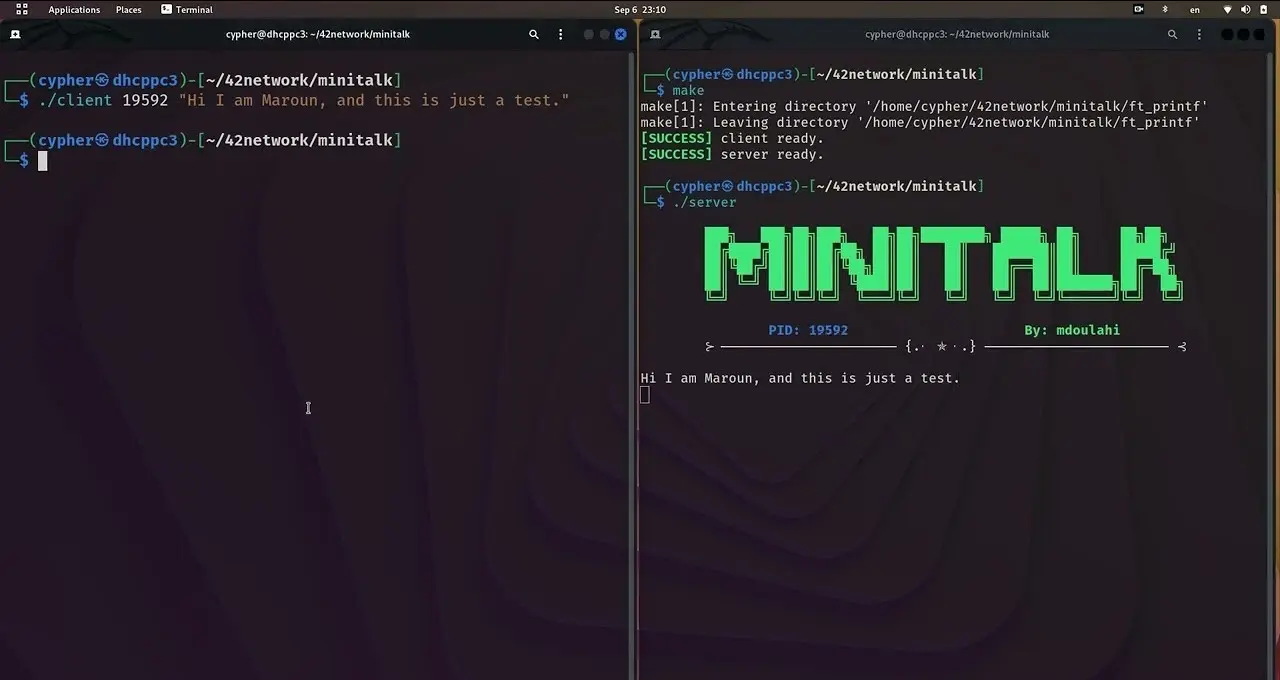 Applications Places Terminal Sep 6 23:10 en
cypher@dhcppc3: ~/42network/minitalk
┌──(cypher㉿dhcppc3)-[~/42network/minitalk]
└─$ ./client 19592 "Hi I am Maroun, and this is just a test."
┌──(cypher㉿dhcppc3)-[~/42network/minitalk]
└─$
cypher@dhcppc3: ~/42network/minitalk
┌──(cypher㉿dhcppc3)-[~/42network/minitalk]
└─$ make
make[1]: Entering directory '/home/cypher/42network/minitalk/ft_printf'
make[1]: Leaving directory '/home/cypher/42network/minitalk/ft_printf'
[SUCCESS] client ready.
[SUCCESS] server ready.
┌──(cypher㉿dhcppc3)-[~/42network/minitalk]
└─$ ./server
MINITALK
PID: 19592 By: mdoulahi
⊱ ────────────────────── {.⋅ ✯ ⋅.} ─────────────────────── ⊰
Hi I am Maroun, and this is just a test.